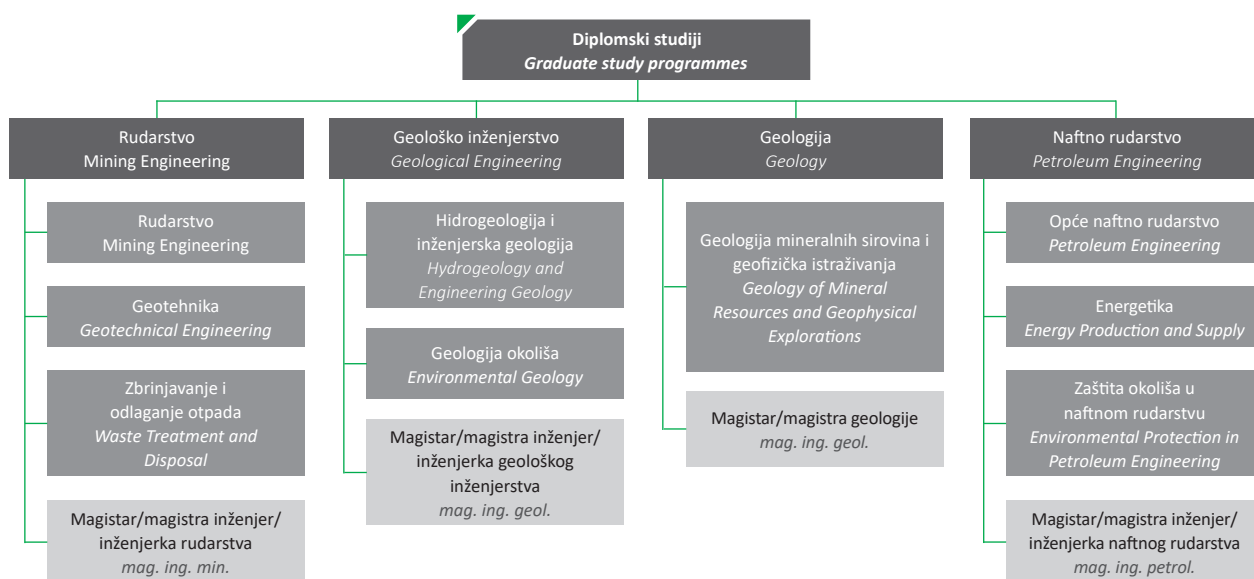 Diplomski studiji
Graduate study programmes
Rudarstvo
Mining Engineering
Rudarstvo
Mining Engineering
Geotehnika
Geotechnical Engineering
Zbrinjavanje i
odlaganje otpada
Waste Treatment and
Disposal
Magistar/magistra inženjer/
inženjerka rudarstva
mag. ing. min.
Geološko inženjerstvo
Geological Engineering
Hidrogeologija i
inženjerska geologija
Hydrogeology and
Engineering Geology
Geologija okoliša
Environmental Geology
Magistar/magistra inženjer/
inženjerka geološkog
inženjerstva
mag. ing. geol.
Geologija
Geology
Geologija mineralnih sirovina i
geofizička istraživanja
Geology of Mineral
Resources and Geophysical
Explorations
Magistar/magistra geologije
mag. ing. geol.
Naftno rudarstvo
Petroleum Engineering
Opće naftno rudarstvo
Petroleum Engineering
Energetika
Energy Production and Supply
Zaštita okoliša u
naftnom rudarstvu
Environmental Protection in
Petroleum Engineering
Magistar/magistra inženjer/
inženjerka naftnog rudarstva
mag. ing. petrol.